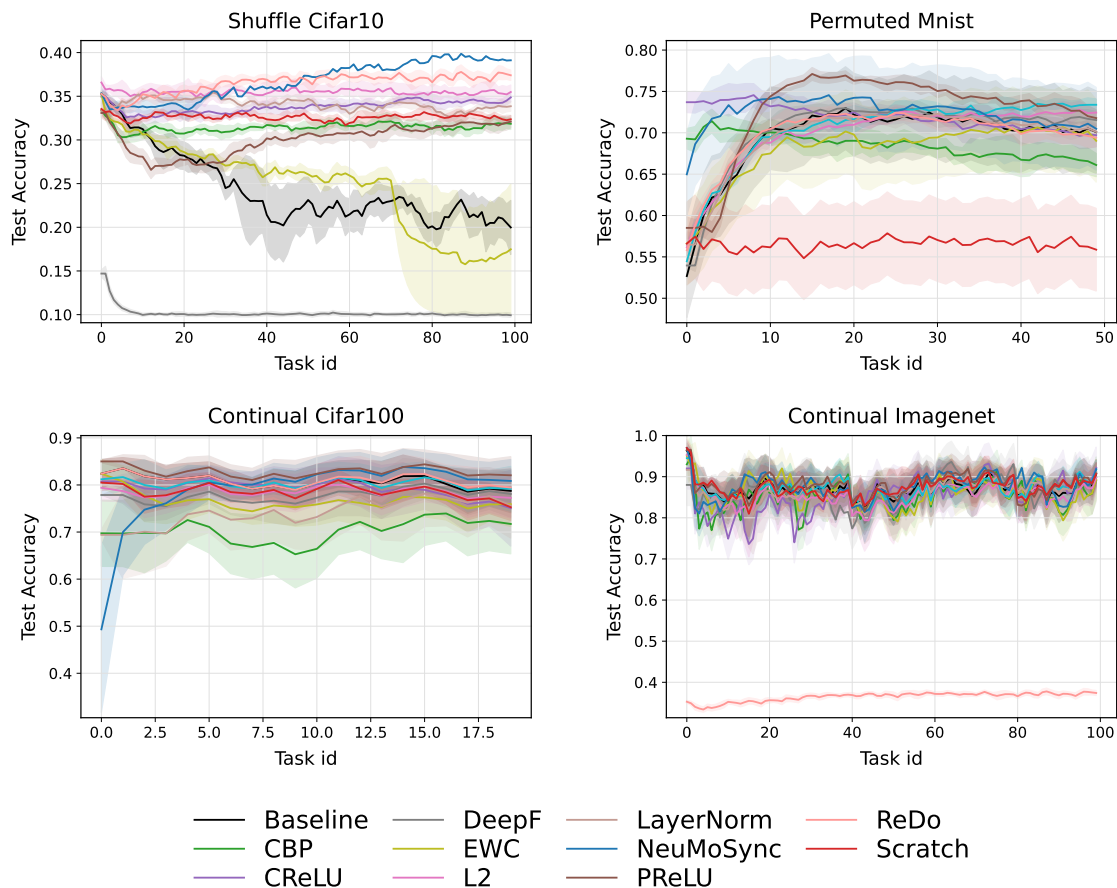 Shuffle Cifar10
Permuted Mnist
Test Accuracy
0.40
0.35
0.30
0.25
0.20
0.15
0.10
0 20 40 60 80 100
Task id
Test Accuracy
0.80
0.75
0.70
0.65
0.60
0.55
0.50
0 10 20 30 40 50
Task id
Continual Cifar100
Continual Imagenet
Test Accuracy
0.9
0.8
0.7
0.6
0.5
0.4
0.0 2.5 5.0 7.5 10.0 12.5 15.0 17.5
Task id
Test Accuracy
1.0
0.9
0.8
0.7
0.6
0.5
0.4
0 20 40 60 80 100
Task id
Baseline DeepF LayerNorm ReDo
CBP EWC NeuMoSync Scratch
CReLU L2 PReLU